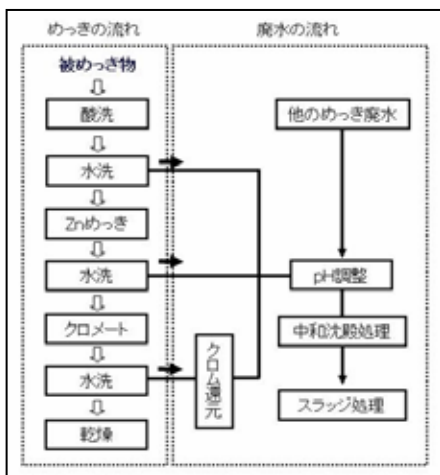 めっきの流れ
廃水の流れ
被めっき物
酸洗
水洗
Znめっき
水洗
クロメート
水洗
乾燥
クロム還元
他のめっき廃水
pH調整
中和沈殿処理
スラッジ処理